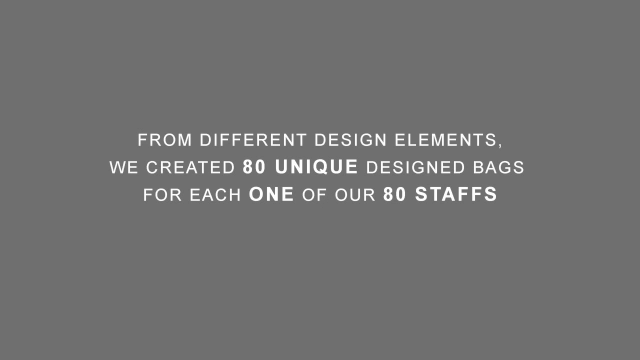 FROM DIFFERENT DESIGN ELEMENTS,
WE CREATED 80 UNIQUE DESIGNED BAGS
FOR EACH ONE OF OUR 80 STAFFS